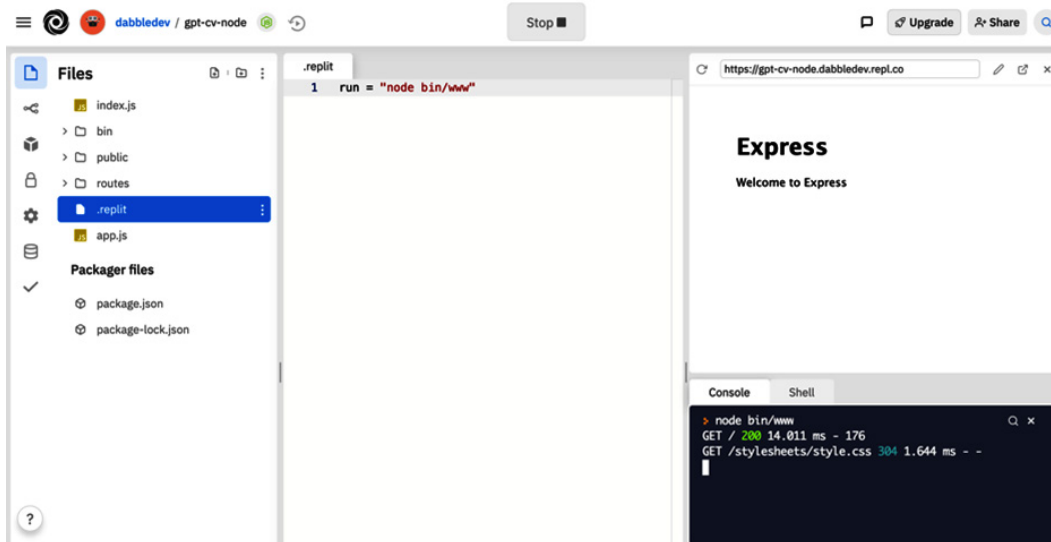 dabbledev / gpt-cv-node
Stop
Upgrade
Share
Files
JS index.js
bin
public
routes
.replit
JS app.js
Packager files
package.json
package-lock.json
?
.replit
1 run = "node bin/www"
https://gpt-cv-node.dabbledev.repl.co
Express
Welcome to Express
Console Shell
> node bin/www
GET / 200 14.011 ms - 176
GET /stylesheets/style.css 304 1.644 ms - -